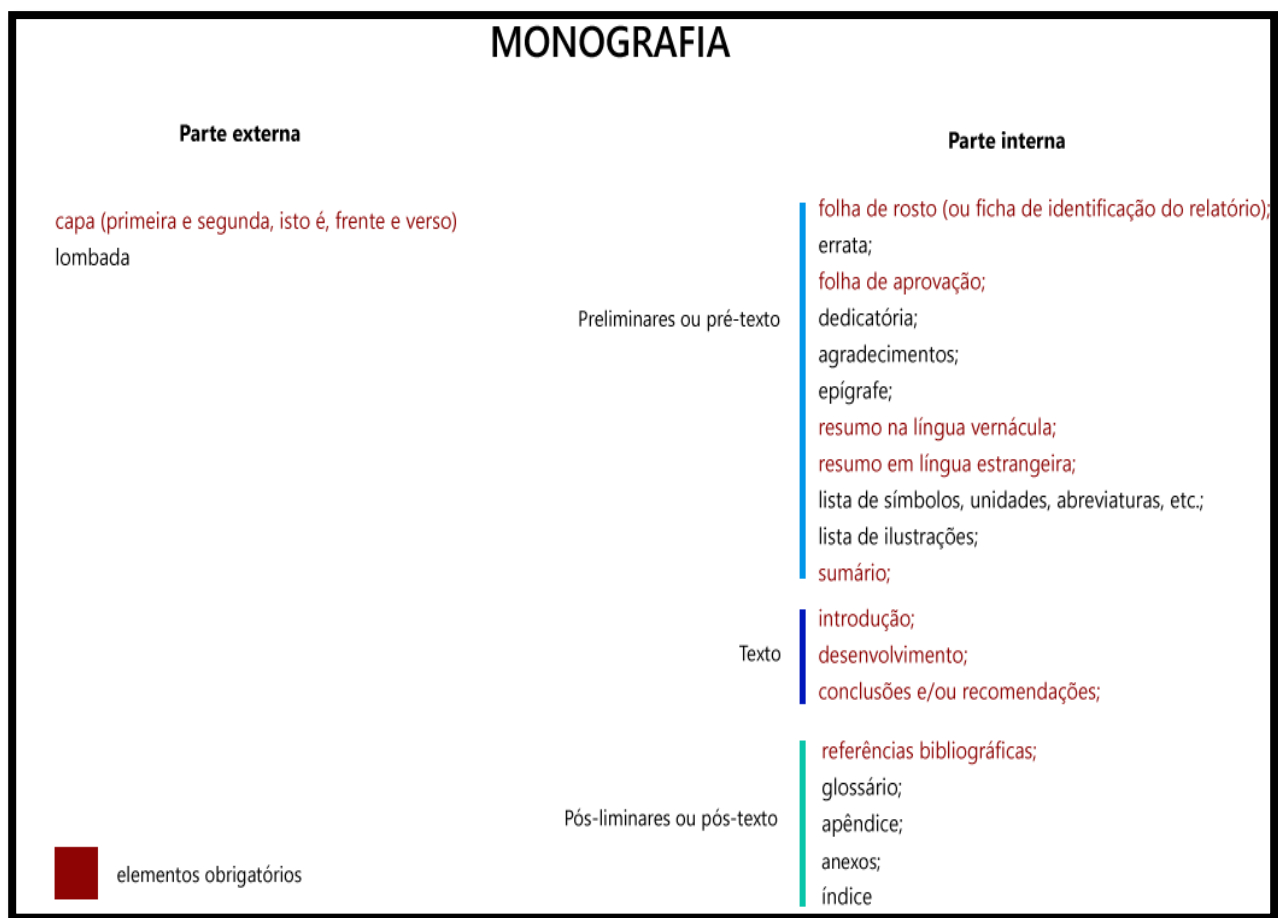 MONOGRAFIA
Parte externa
capa (primeira e segunda, isto é, frente e verso)
lombada
Parte interna
Preliminares ou pré-texto
folha de rosto (ou ficha de identificação do relatório);
errata;
folha de aprovação;
dedicatória;
agradecimentos;
epígrafe;
resumo na língua vernácula;
resumo em língua estrangeira;
lista de símbolos, unidades, abreviaturas, etc.;
lista de ilustrações;
sumário;
Texto
introdução;
desenvolvimento;
conclusões e/ou recomendações;
Pós-liminares ou pós-texto
referências bibliográficas;
glossário;
apêndice;
anexos;
índice
elementos obrigatórios